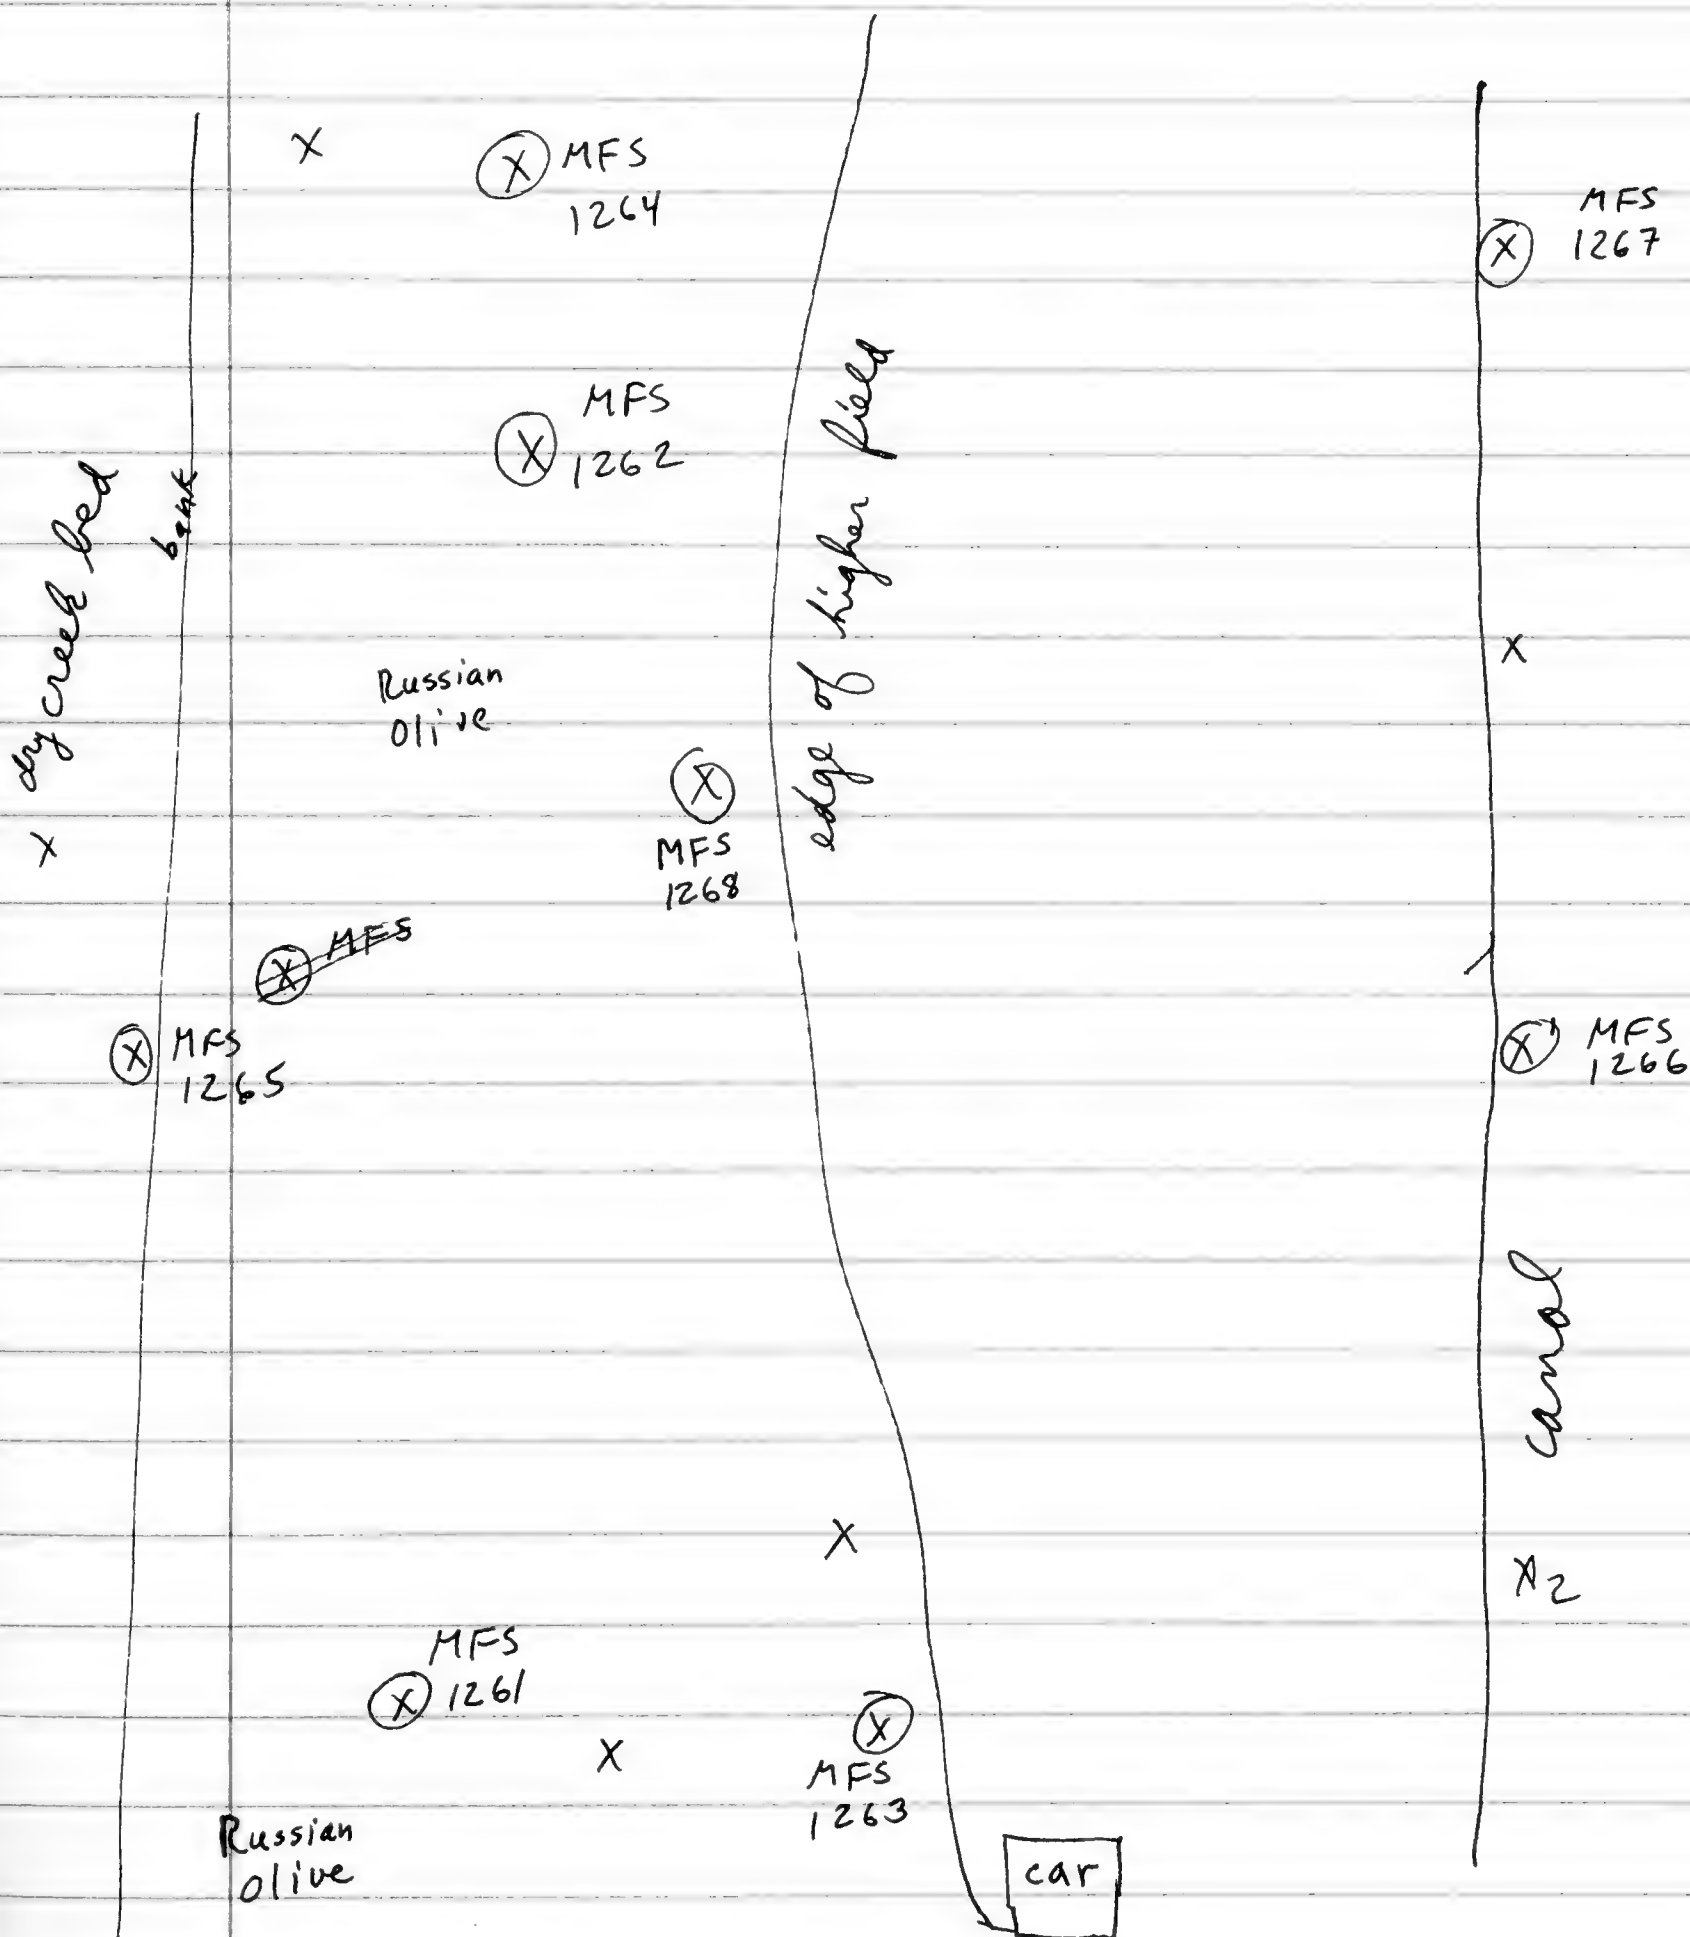 X
X MFS
1264
MFS
1267
X
MFS
X 1262
edge of higher field
dry creek bed
bank
X
Russian
Olive
X
MFS
1268
X
X MFS
X MFS
1265
X MFS
1266
canal
X
X2
MFS
X 1261
X
X
MFS
1263
Russian
Olive
car